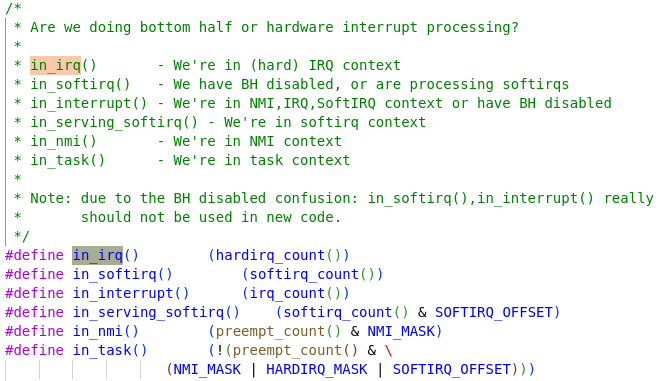 /*
 * Are we doing bottom half or hardware interrupt processing?
 *
 * in_irq()       - We're in (hard) IRQ context
 * in_softirq()   - We have BH disabled, or are processing softirqs
 * in_interrupt() - We're in NMI,IRQ,SoftIRQ context or have BH disabled
 * in_serving_softirq() - We're in softirq context
 * in_nmi()       - We're in NMI context
 * in_task()      - We're in task context
 *
 * Note: due to the BH disabled confusion: in_softirq(),in_interrupt() really
 *       should not be used in new code.
 */
#define in_irq()        (hardirq_count())
#define in_softirq()        (softirq_count())
#define in_interrupt()      (irq_count())
#define in_serving_softirq()    (softirq_count() & SOFTIRQ_OFFSET)
#define in_nmi()        (preempt_count() & NMI_MASK)
#define in_task()       (!(preempt_count() & \
                   (NMI_MASK | HARDIRQ_MASK | SOFTIRQ_OFFSET)))